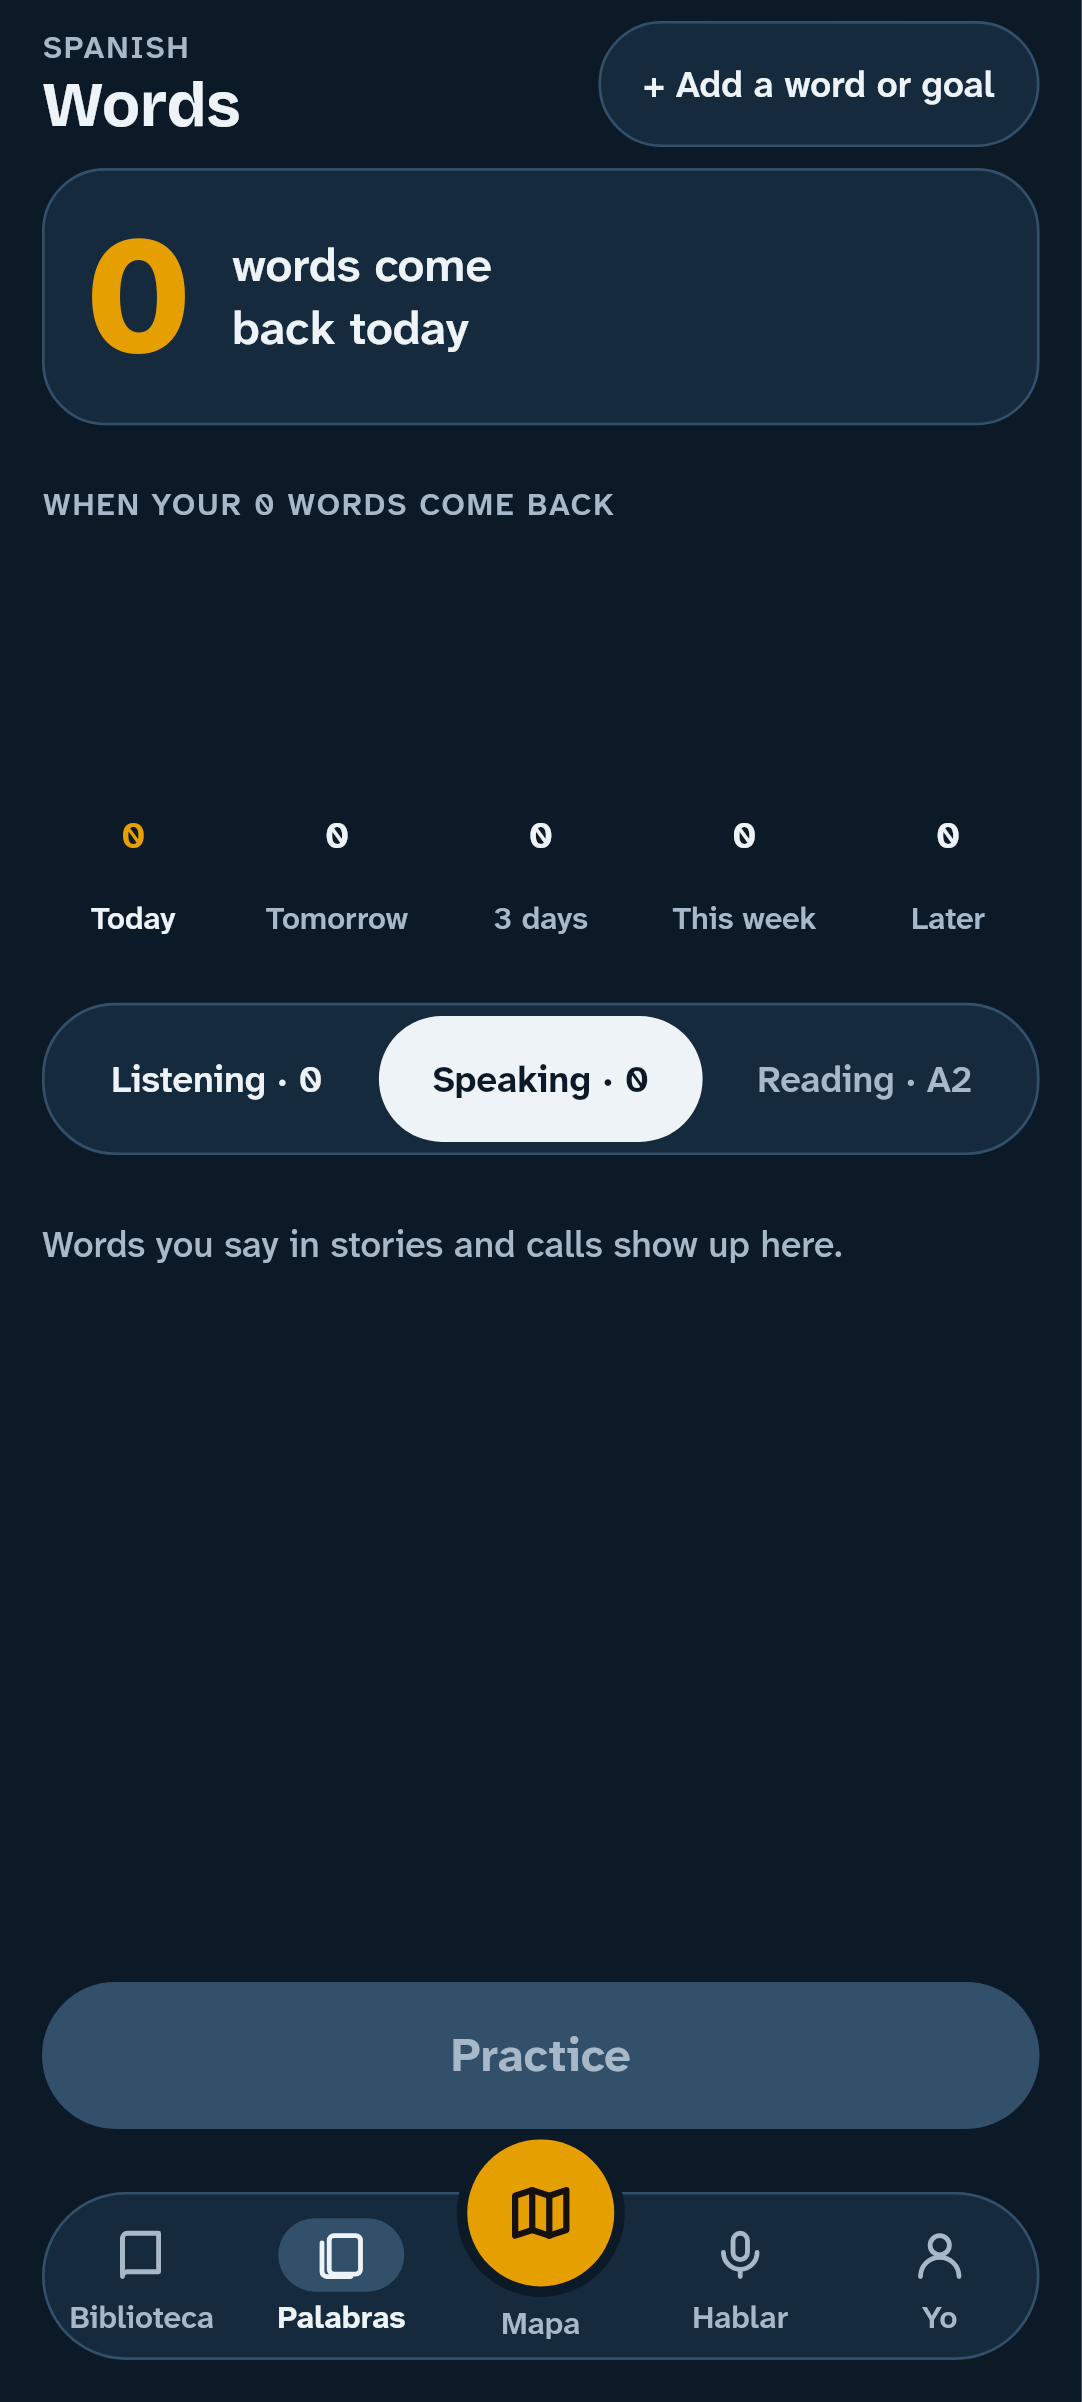 SPANISH
Words
+ Add a word or goal
0
words come
back today
WHEN YOUR 0 WORDS COME BACK
0 0 0 0 0
Today Tomorrow 3 days This week Later
Listening · 0 Speaking · 0 Reading · A2
Words you say in stories and calls show up here.
Practice
Biblioteca Palabras Mapa Hablar Yo